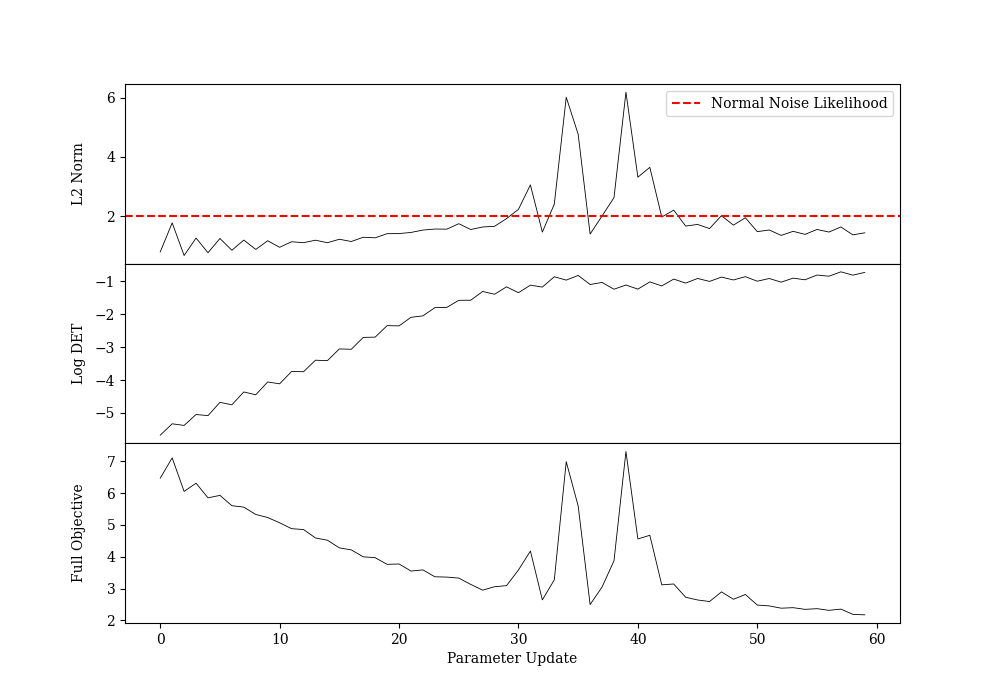 6
4
2
L2 Norm
Normal Noise Likelihood
−1
−2
−3
−4
−5
Log DET
7
6
5
4
3
2
Full Objective
0 10 20 30 40 50 60
Parameter Update